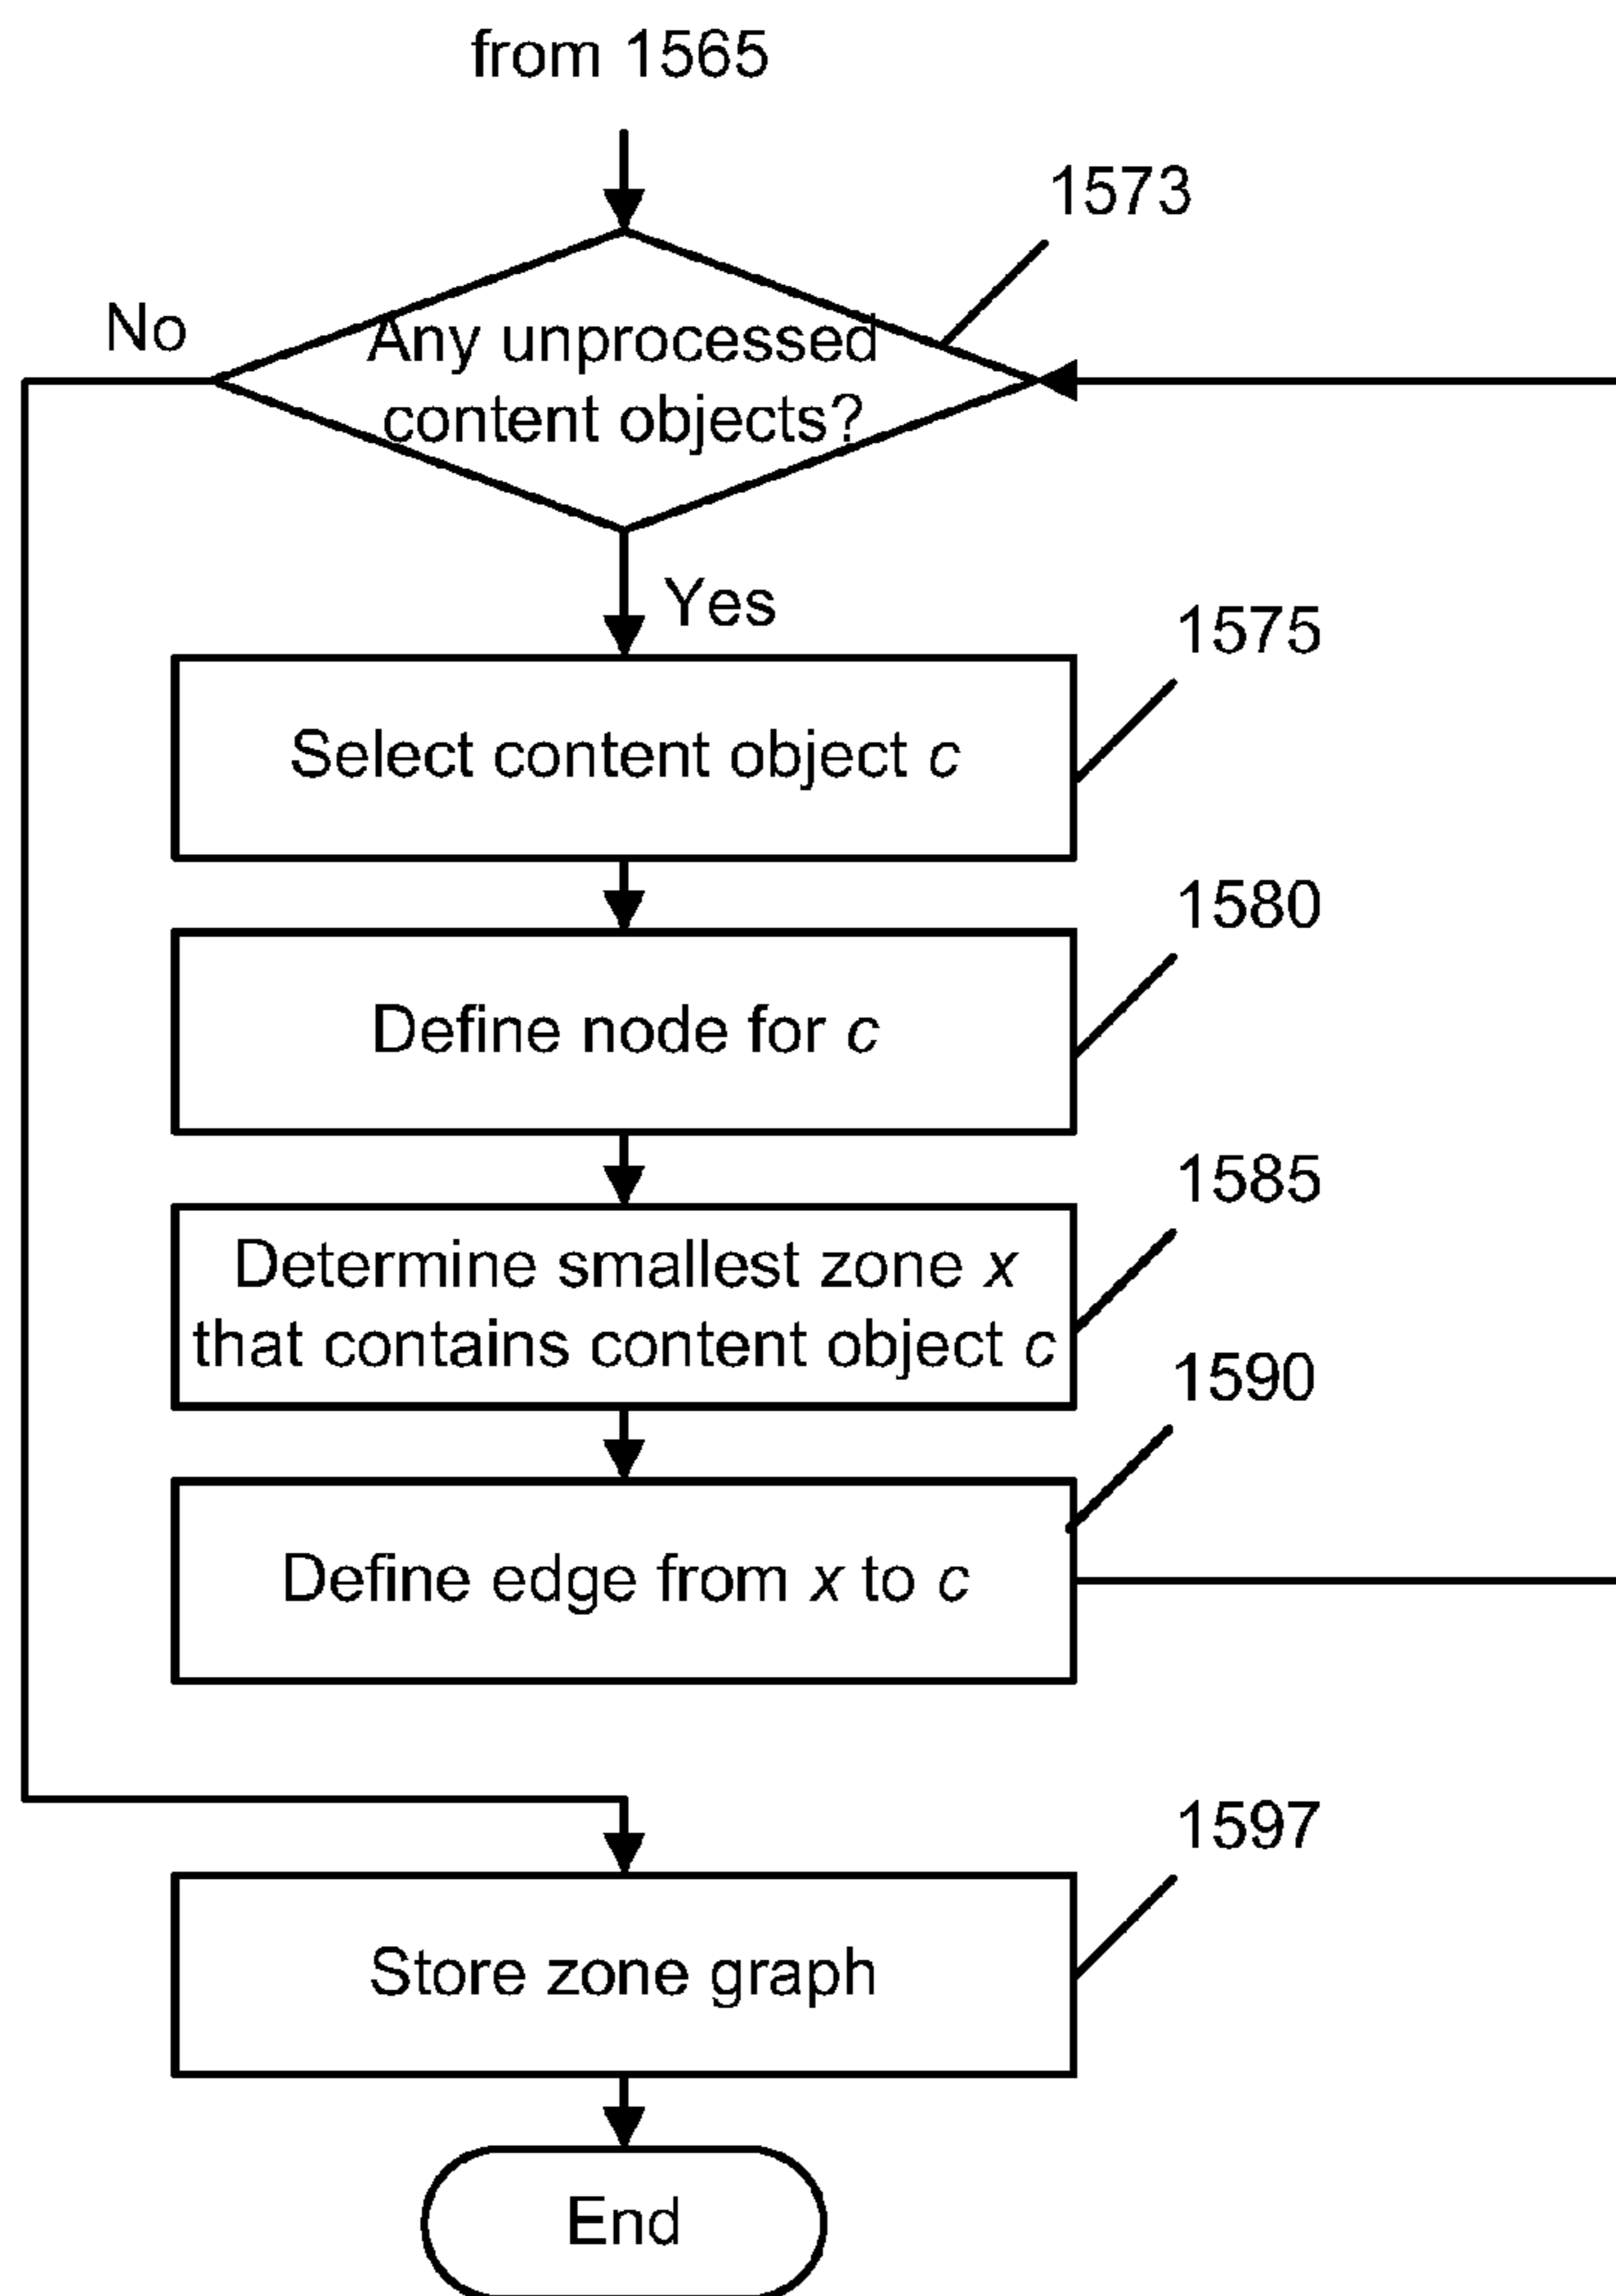 from 1565
1573
No
Any unprocessed
content objects?
Yes
1575
Select content object c
1580
Define node for c
1585
Determine smallest zone x
that contains content object c
1590
Define edge from x to c
1597
Store zone graph
End